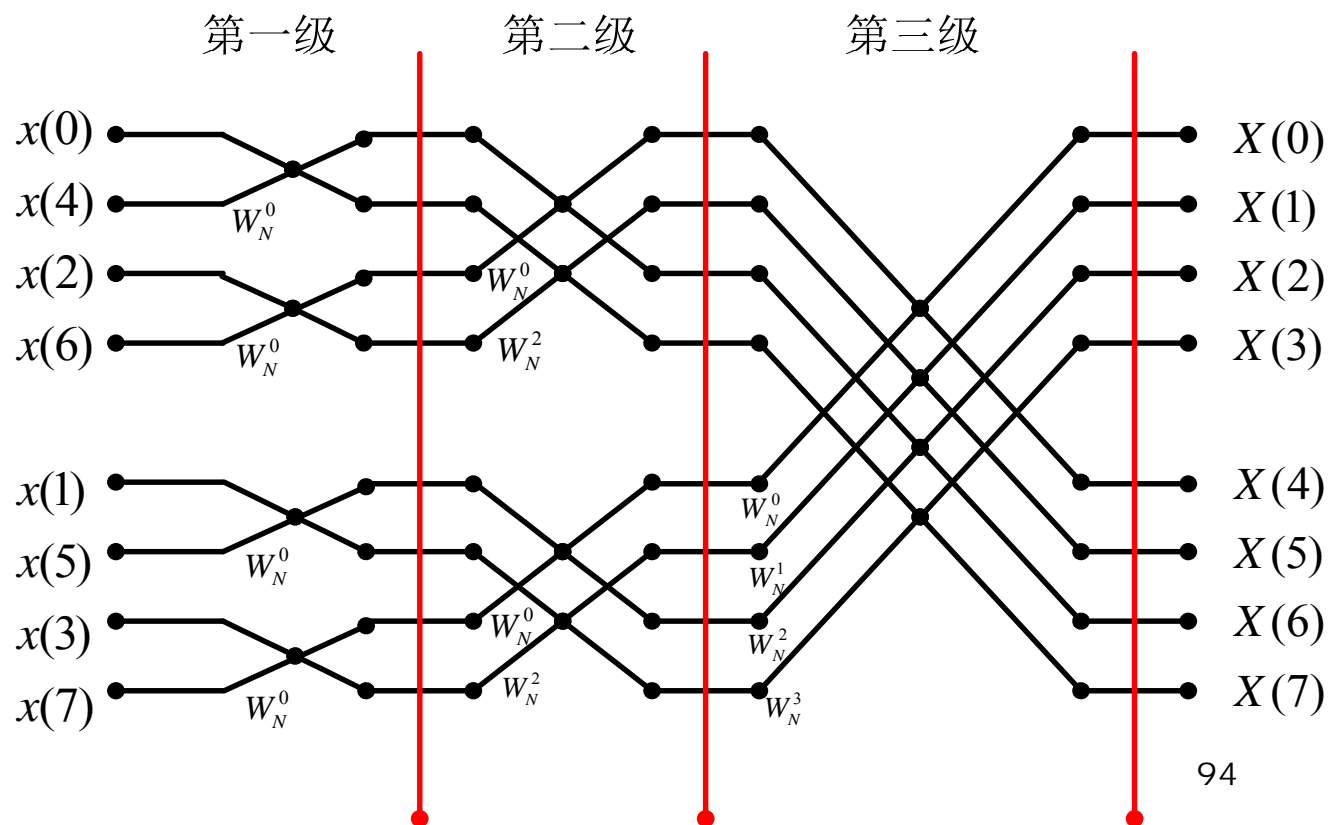 第一级 第二级 第三级
x(0) X(0)
x(4) W_N^0 X(1)
x(2) W_N^0 X(2)
x(6) W_N^0 W_N^2 X(3)
x(1) W_N^0 X(4)
x(5) W_N^0 W_N^1 X(5)
x(3) W_N^0 W_N^2 X(6)
x(7) W_N^0 W_N^2 W_N^3 X(7)
94